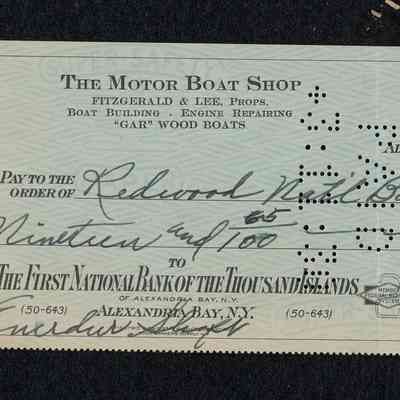 THE MOTOR BOAT SHOP
FITZGERALD & LEE, PROPS.
BOAT BUILDING . ENGINE REPAIRING
"GAR" WOOD BOATS
PAY TO THE
ORDER OF Redwood Nat'l Ba
Nineteen and 65/100
TO
THE FIRST NATIONAL BANK OF THE THOUSAND ISLANDS
OF ALEXANDRIA BAY, N.Y.
(50-643) ALEXANDRIA BAY, N.Y. (50-643)
MEMBER